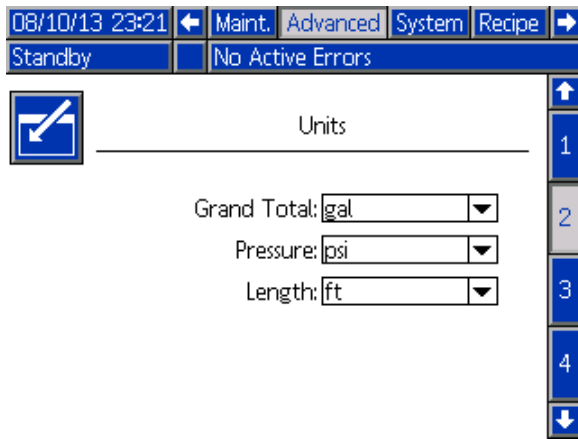 08/10/13 23:21 Maint. Advanced System Recipe
Standby No Active Errors
Units
1
Grand Total: gal
2
Pressure: psi
Length: ft
3
4